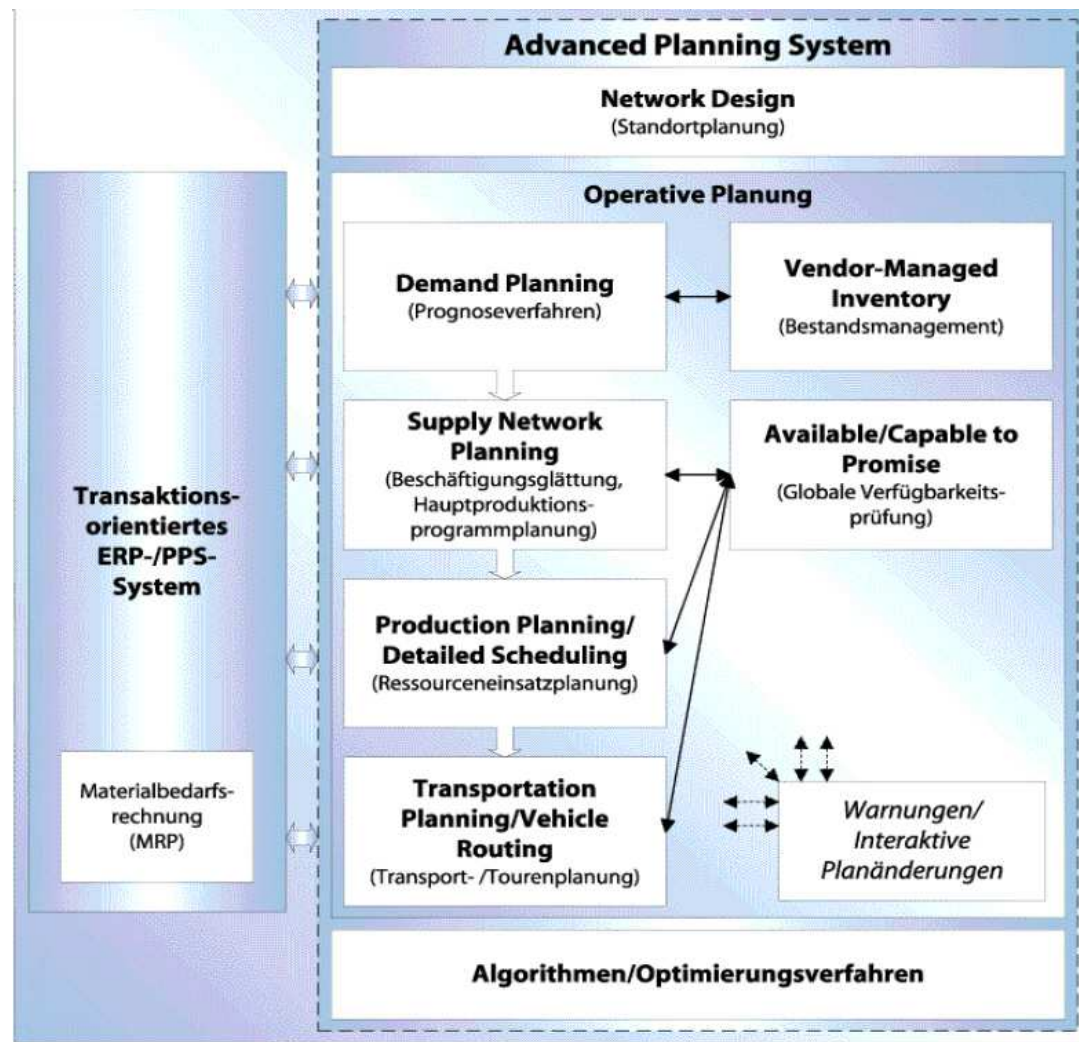 Advanced Planning System
Network Design
(Standortplanung)
Operative Planung
Demand Planning
(Prognoseverfahren)
Vendor-Managed
Inventory
(Bestandsmanagement)
Supply Network
Planning
(Beschäftigungsglättung,
Hauptproduktions-
programmplanung)
Available/Capable to
Promise
(Globale Verfügbarkeits-
prüfung)
Transaktions-
orientiertes
ERP-/PPS-
System
Production Planning/
Detailed Scheduling
(Ressourceneinsatzplanung)
Materialbedarfs-
rechnung
(MRP)
Transportation
Planning/Vehicle
Routing
(Transport- /Tourenplanung)
Warnungen/
Interaktive
Planänderungen
Algorithmen/Optimierungsverfahren